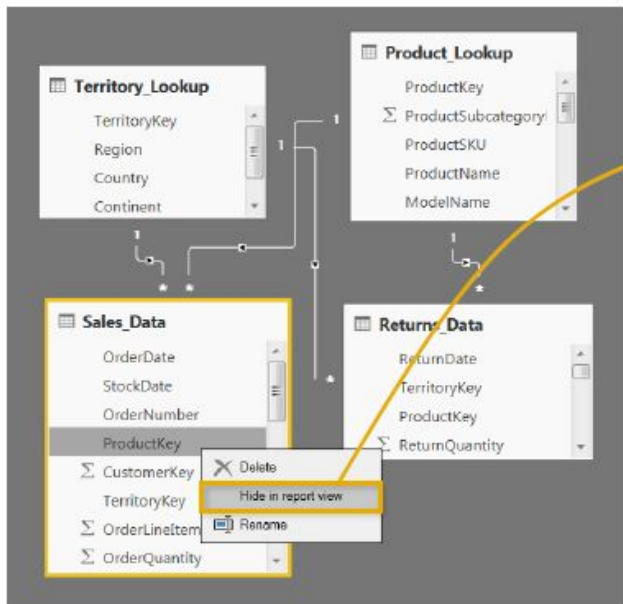 Territory_Lookup
TerritoryKey
Region
Country
Continent
Product_Lookup
ProductKey
Σ ProductSubcategory
ProductSKU
ProductName
ModelName
1
1
1
1
*
*
*
*
Sales_Data
OrderDate
StockDate
OrderNumber
ProductKey
Σ CustomerKey
TerritoryKey
Σ OrderLineItem
Σ OrderQuantity
Delete
Hide in report view
Rename
Returns_Data
ReturnDate
TerritoryKey
ProductKey
Σ ReturnQuantity